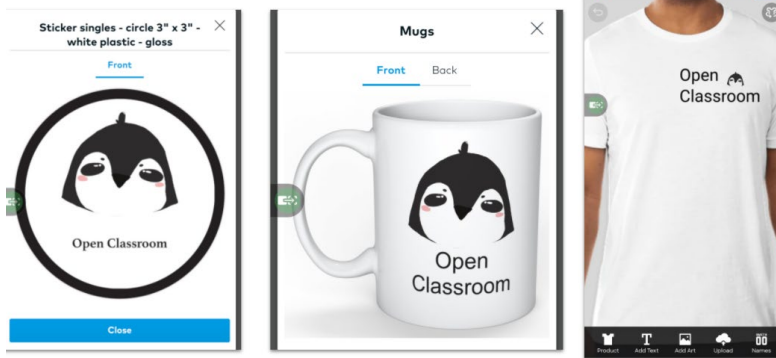 Sticker singles - circle 3" x 3" -
white plastic - gloss
Front
Open Classroom
Close
Mugs
Front
Back
Open
Classroom
Open
Classroom
Product
Add Text
Add Art
Upload
Names